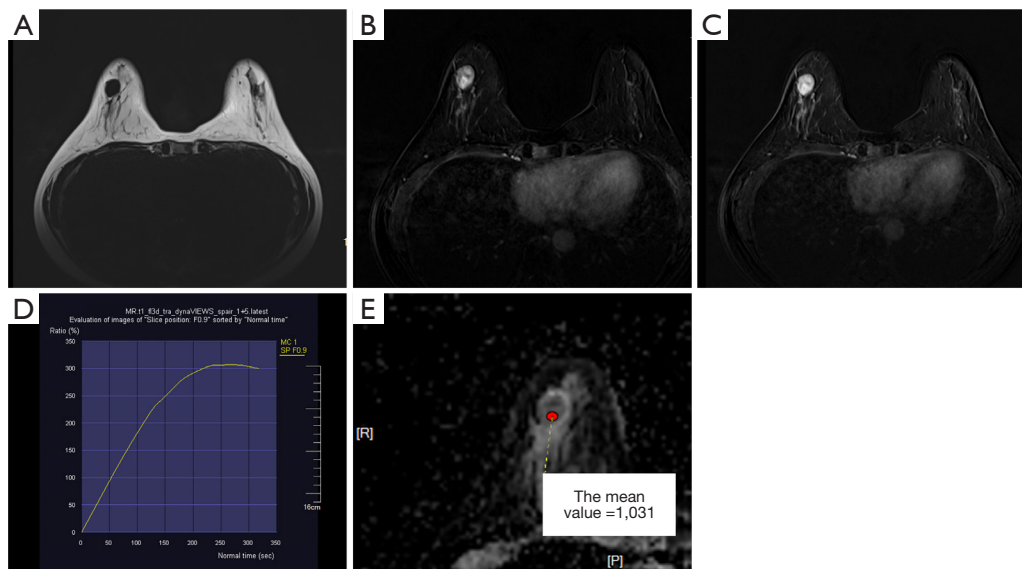 A
B
C
D
MR.t1_fl3d_tra_dynaVIEWS_spair_1+5.latest
Evaluation of images of "Slice position: F0.9" sorted by "Normal time"
Ratio (%)
MC 1
SP F0.9
350
300
250
200
150
100
50
0
0 50 100 150 200 250 300 350
Normal time (sec)
16cm
1
E
[R]
The mean
value =1,031
[P]